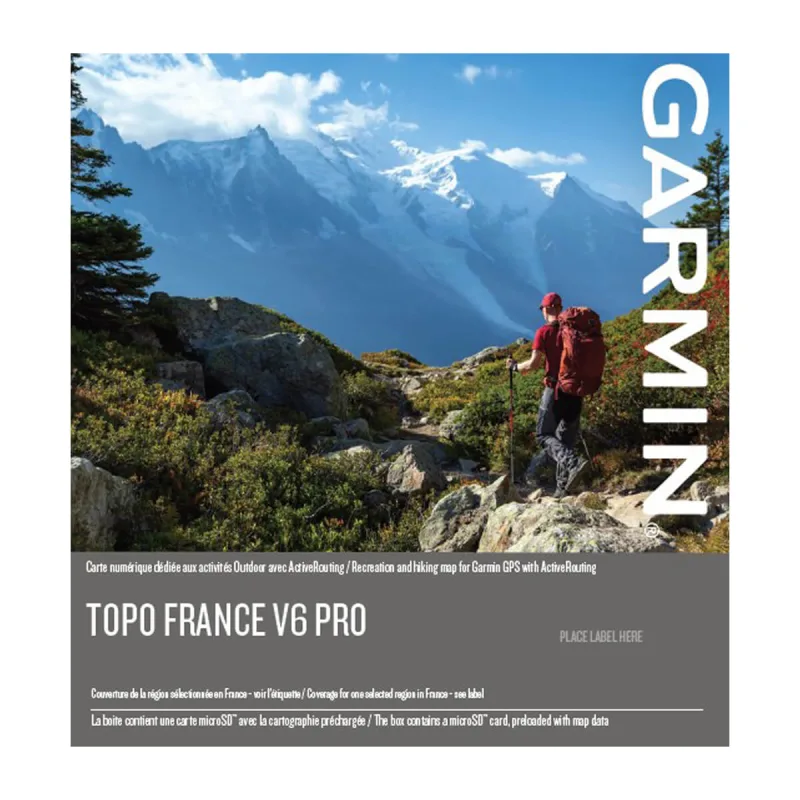 GARMIN®
Carte numérique dédiée aux activités Outdoor avec ActiveRouting / Recreation and hiking map for Garmin GPS with ActiveRouting
TOPO FRANCE V6 PRO
PLACE LABEL HERE
Couverture de la région sélectionnée en France - voir l'étiquette / Coverage for one selected region in France - see label
La boite contient une carte microSD™ avec la cartographie préchargée / The box contains a microSD™ card, preloaded with map data